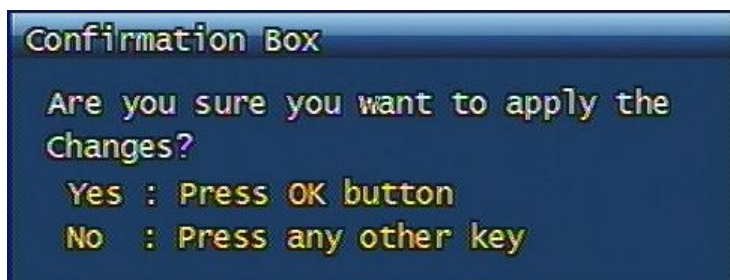 Confirmation Box
Are you sure you want to apply the
Changes?
Yes : Press OK button
No : Press any other key